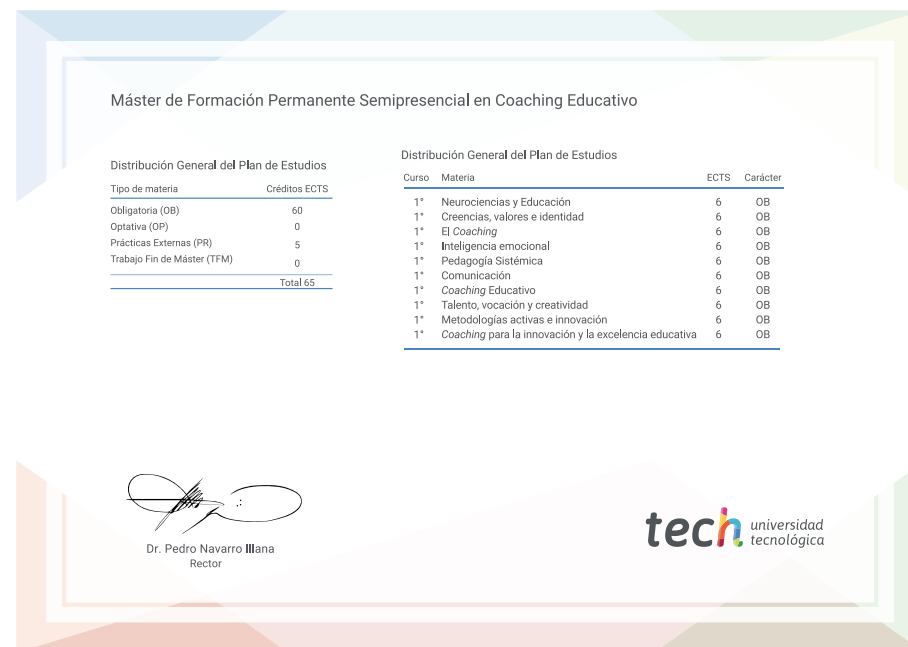 Máster de Formación Permanente Semipresencial en Coaching Educativo
Distribución General del Plan de Estudios
Tipo de materia Créditos ECTS
Obligatoria (OB) 60
Optativa (OP) 0
Prácticas Externas (PR) 5
Trabajo Fin de Máster (TFM) 0
Total 65
Distribución General del Plan de Estudios
Curso Materia ECTS Carácter
1° Neurociencias y Educación 6 OB
1° Creencias, valores e identidad 6 OB
1° El Coaching 6 OB
1° Inteligencia emocional 6 OB
1° Pedagogía Sistémica 6 OB
1° Comunicación 6 OB
1° Coaching Educativo 6 OB
1° Talento, vocación y creatividad 6 OB
1° Metodologías activas e innovación 6 OB
1° Coaching para la innovación y la excelencia educativa 6 OB
Dr. Pedro Navarro Illana
Rector
tech universidad
tecnológica